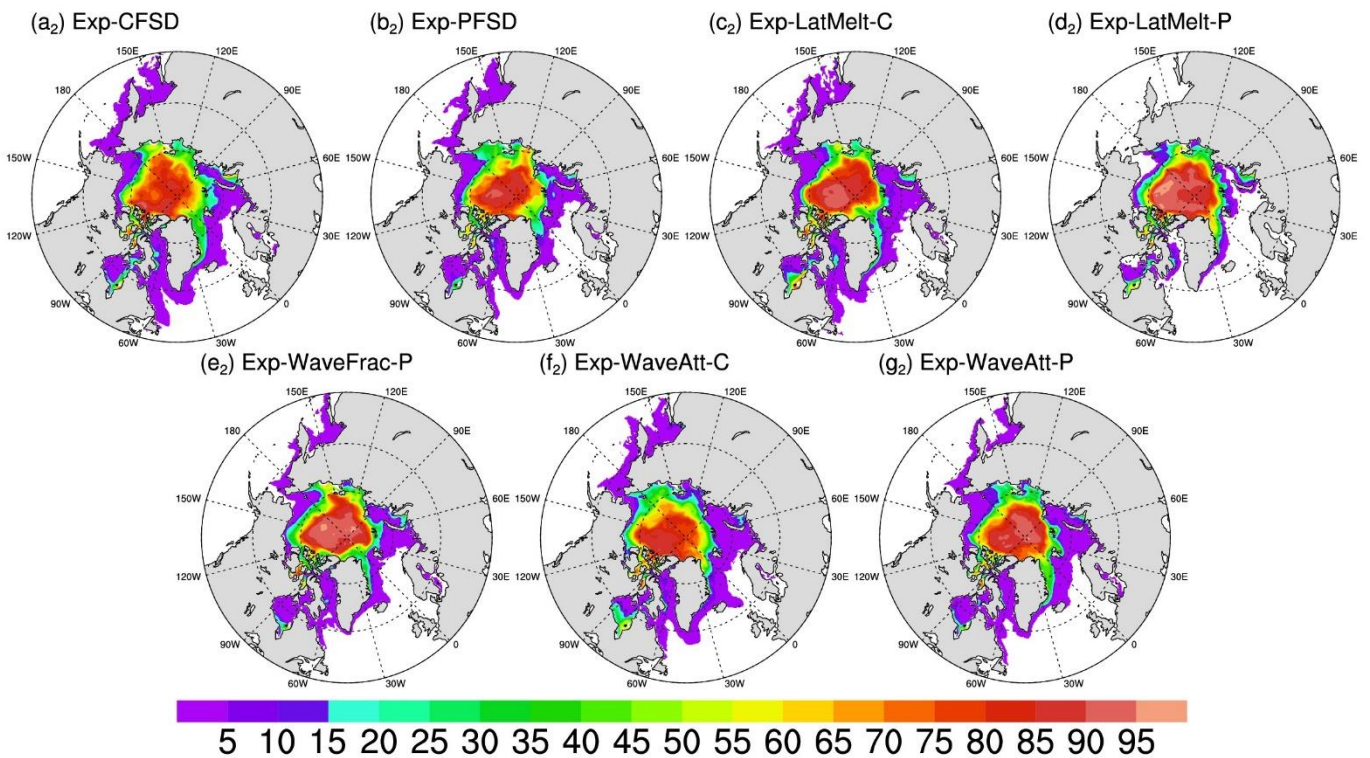 (a₂) Exp-CFSD
(b₂) Exp-PFSD
(c₂) Exp-LatMelt-C
(d₂) Exp-LatMelt-P
150E 120E 150E 120E 150E 120E 150E 120E
180 90E 180 90E 180 90E 180 90E
150W 60E 150W 60E 150W 60E 150W 60E
120W 30E 120W 30E 120W 30E 120W 30E
90W 0 90W 0 90W 0 90W 0
60W 30W 60W 30W 60W 30W 60W 30W
(e₂) Exp-WaveFrac-P
(f₂) Exp-WaveAtt-C
(g₂) Exp-WaveAtt-P
150E 120E 150E 120E 150E 120E
180 90E 180 90E 180 90E
150W 60E 150W 60E 150W 60E
120W 30E 120W 30E 120W 30E
90W 0 90W 0 90W 0
60W 30W 60W 30W 60W 30W
5 10 15 20 25 30 35 40 45 50 55 60 65 70 75 80 85 90 95